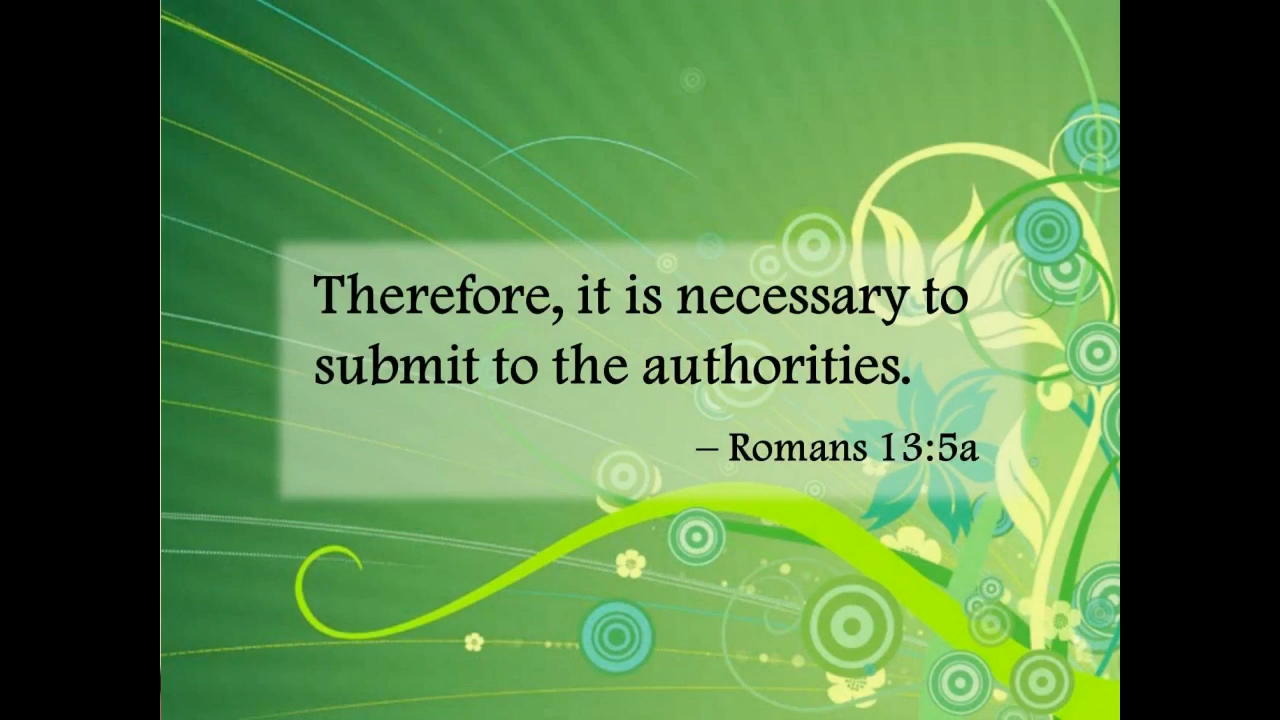 Therefore, it is necessary to
submit to the authorities.
– Romans 13:5a